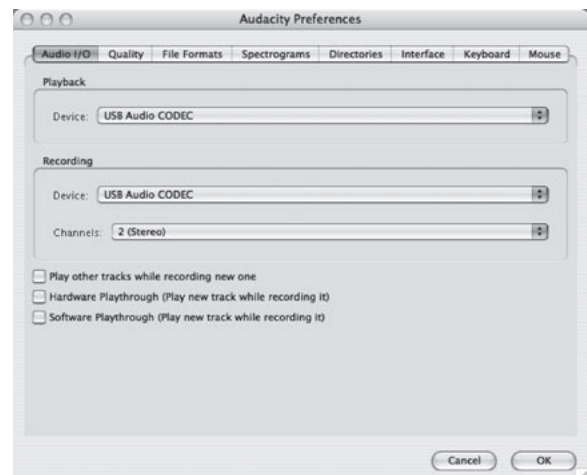 Audacity Preferences
Audio I/O Quality File Formats Spectrograms Directories Interface Keyboard Mouse
Playback
Device: USB Audio CODEC
Recording
Device: USB Audio CODEC
Channels: 2 (Stereo)
Play other tracks while recording new one
Hardware Playthrough (Play new track while recording it)
Software Playthrough (Play new track while recording it)
Cancel OK